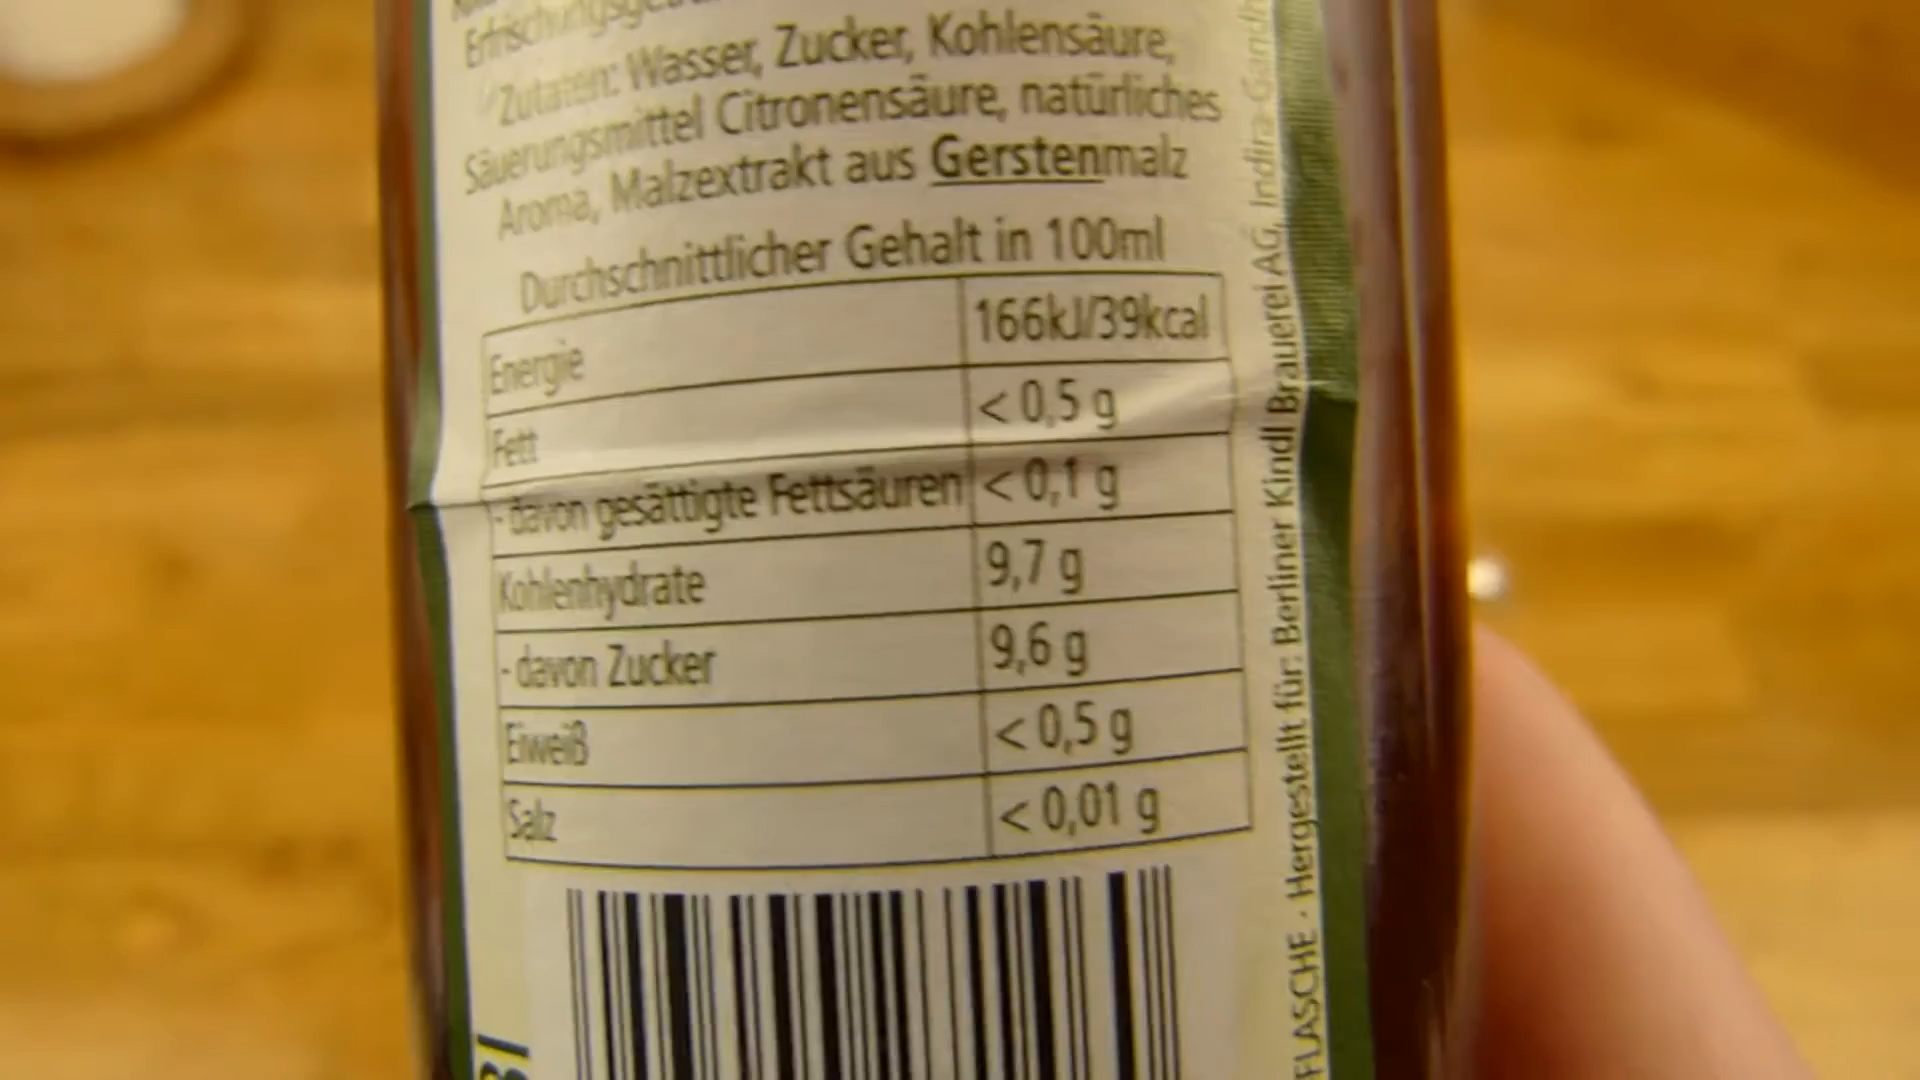 Zutaten: Wasser, Zucker, Kohlensäure,
Säuerungsmittel Citronensäure, natürliches
Aroma, Malzextrakt aus Gerstenmalz
Durchschnittlicher Gehalt in 100ml
Energie 166kJ/39kcal
Fett < 0,5 g
- davon gesättigte Fettsäuren < 0,1 g
Kohlenhydrate 9,7 g
- davon Zucker 9,6 g
Eiweiß < 0,5 g
Salz < 0,01 g
FLASCHE · Hergestellt für: Berliner Kindl Brauerei AG, Indira-Gandhi